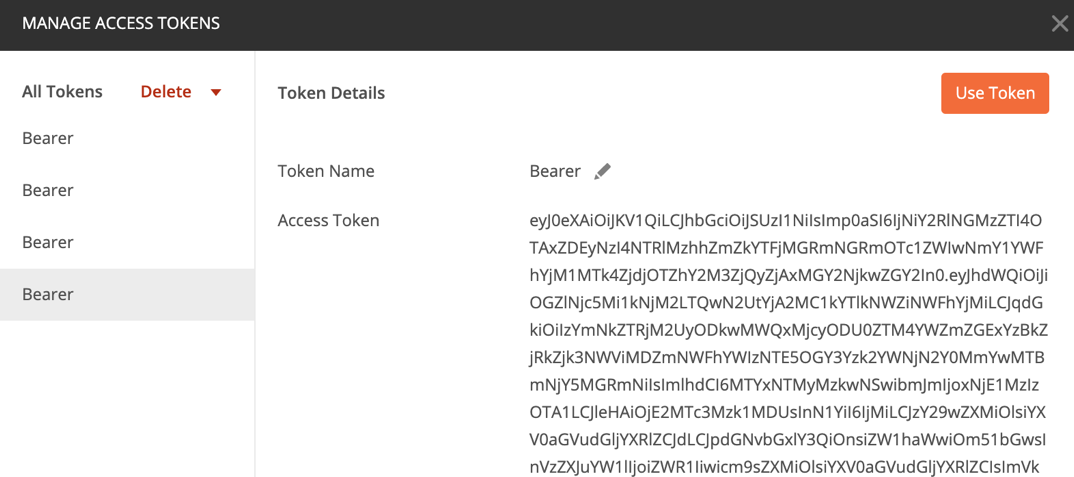 MANAGE ACCESS TOKENS
All Tokens Delete
Bearer
Bearer
Bearer
Bearer
Token Details
Use Token
Token Name Bearer
Access Token
eyJ0eXAiOiJKV1QiLCJhbGciOiJSUzI1NiIsImp0aSI6IjNiY2RlNGMzZTI4O
TAxZDEyNzI4NTRlMzhhZmZkYTFjMGRmNGRmOTc1ZWIwNmY1YWF
hYjM1MTk4ZjdjOTZhY2M3ZjQyZjAxMGY2NjkwZGY2In0.eyJhdWQiOiJi
OGZlNjc5Mi1kNjM2LTQwN2UtYjA2MC1kYTlkNWZiNWFhYjMiLCJqdG
kiOiIzYmNkZTRjM2UyODkwMWQxMjcyODU0ZTM4YWZmZGExYzBkZ
jRkZjk3NWViMDZmNWFhYWIzNTE5OGY3Yzk2YWNjN2Y0MmYwMTB
mNjY5MGRmNiIsImlhdCI6MTYxNTMyMzkwNSwibmJmIjoxNjE1MzIz
OTA1LCJleHAiOjE2MTc3Mzk1MDUsInN1YiI6IjMiLCJzY29wZXMiOlsiYX
V0aGVudGljYXRlZCJdLCJpdGNvbGxlY3QiOnsiZW1haWwiOm51bGwsI
nVzZXJuYW1lIjoiZWR1Iiwicm9sZXMiOlsiYXV0aGVudGljYXRlZCIsImVk